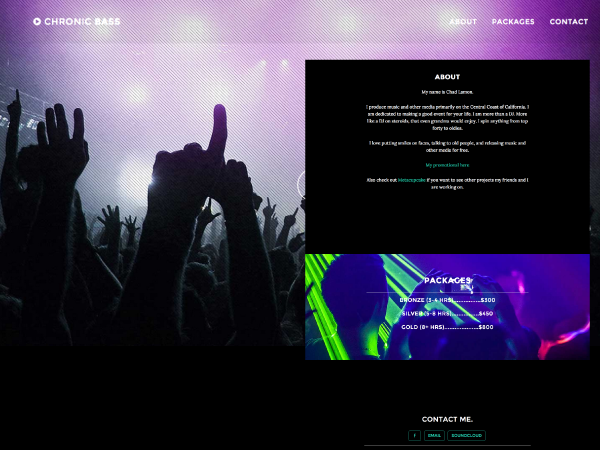 CHRONIC BASS
ABOUT PACKAGES CONTACT
ABOUT
My name is Chad Lamon.
I produce music and other media primarily on the Central Coast of California. I
am dedicated to making a good event for your life. I am more than a DJ. More
like a DJ on steroids, that even grandma would enjoy. I spin anything from top
forty to oldies.
I love putting smiles on faces, talking to old people, and releasing music and
other media for free.
My preventional here.
Also check out Metacupcake if you want to see other projects my friends and I
are working on.
PACKAGES
BRONZE (3-4 HRS)................$300
SILVER (5-8 HRS)................$450
GOLD (8+ HRS)....................$600
CONTACT ME.
f EMAIL SOUNDCLOUD